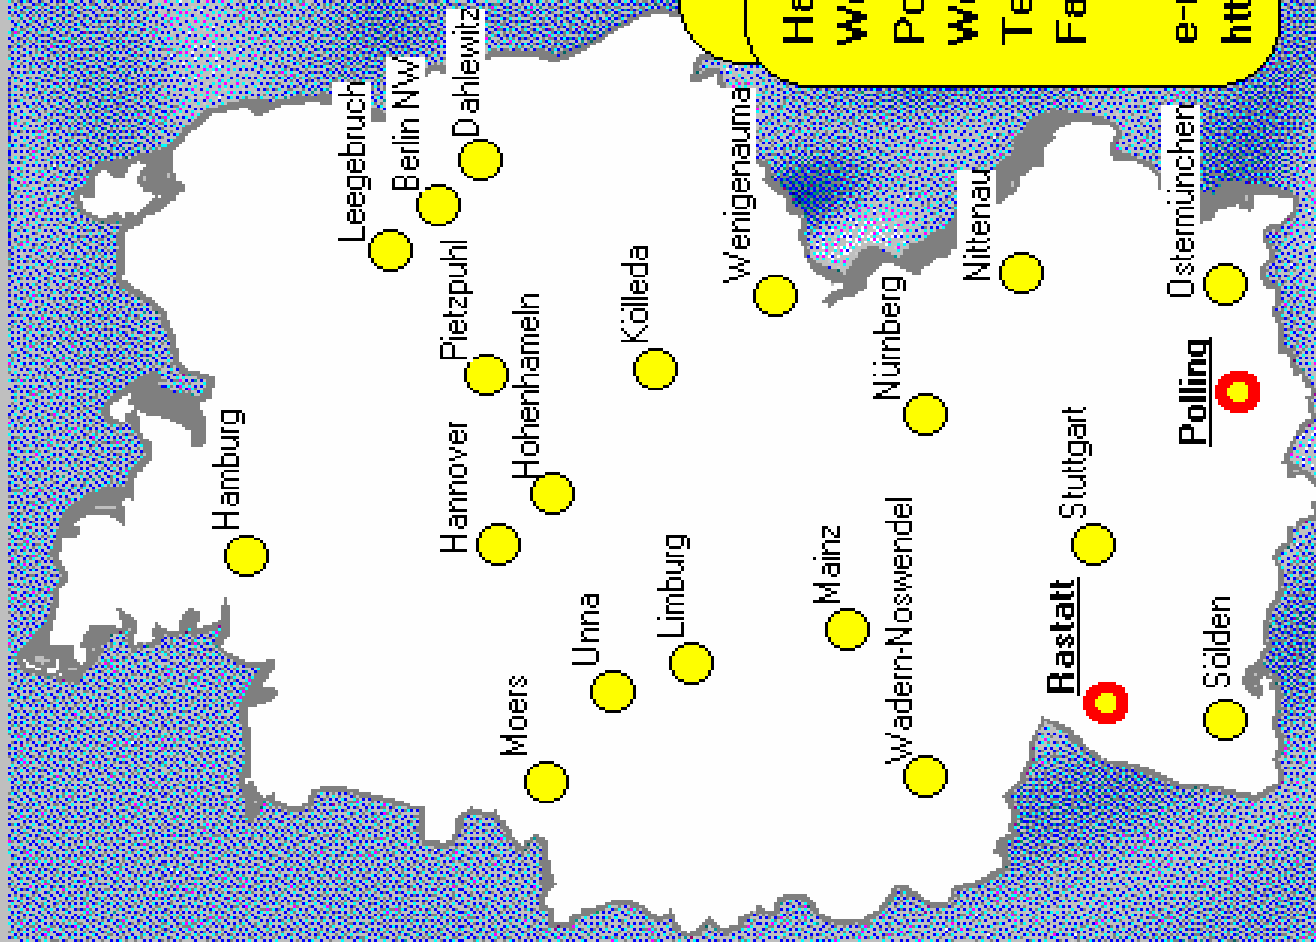 Hamburg
Leegebruch
Berlin NW
Hannover
Pietzpuhl
Dahlewitz
Moers
Hohenhameln
Unna
Kölleda
Limburg
Wenigenauma
Mainz
Nürnberg
Wadern-Noswendel
Nittenau
Rastatt
Stuttgart
Ostermünchen
Polling
Sölden